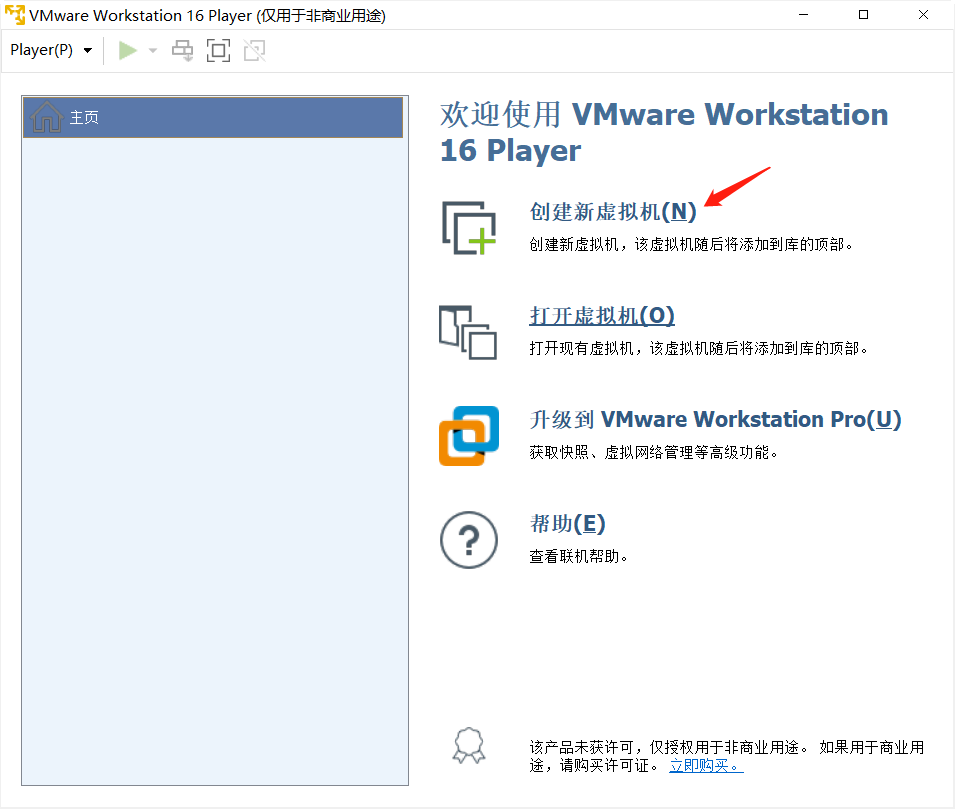 VMware Workstation 16 Player (仅用于非商业用途)
Player(P)
主页
欢迎使用 VMware Workstation
16 Player
创建新虚拟机(N)
创建新虚拟机，该虚拟机随后将添加到库的顶部。
打开虚拟机(O)
打开现有虚拟机，该虚拟机随后将添加到库的顶部。
升级到 VMware Workstation Pro(U)
获取快照、虚拟网络管理等高级功能。
帮助(E)
查看联机帮助。
该产品未获许可，仅授权用于非商业用途。 如果用于商业用
途，请购买许可证。 立即购买。